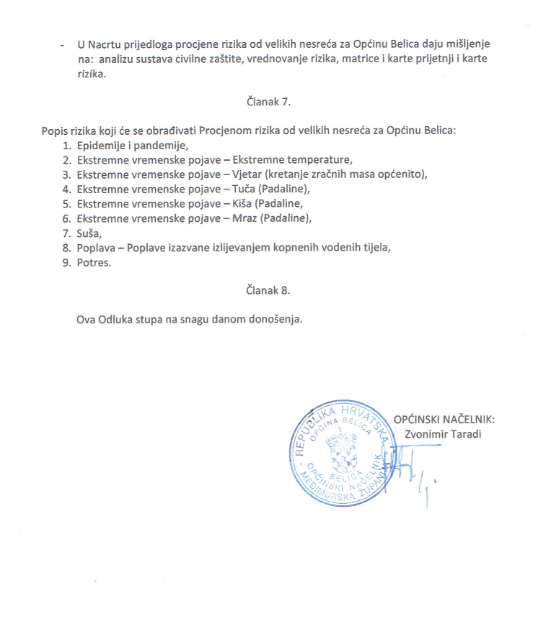 - U Nacrtu prijedloga procjene rizika od velikih nesreća za Općinu Belica daju mišljenje
na: analizu sustava civilne zaštite, vrednovanje rizika, matrice i karte prijetnji i karte
rizika.
Članak 7.
Popis rizika koji će se obrađivati Procjenom rizika od velikih nesreća za Općinu Belica:
1. Epidemije i pandemije,
2. Ekstremne vremenske pojave – Ekstremne temperature,
3. Ekstremne vremenske pojave – Vjetar (kretanje zračnih masa općenito),
4. Ekstremne vremenske pojave – Tuča (Padaline),
5. Ekstremne vremenske pojave – Kiša (Padaline,
6. Ekstremne vremenske pojave – Mraz (Padaline),
7. Suša,
8. Poplava – Poplave izazvane izlijevanjem kopnenih vodenih tijela,
9. Potres.
Članak 8.
Ova Odluka stupa na snagu danom donošenja.
OPĆINSKI NAČELNIK:
Zvonimir Taradi
REPUBLIKA HRVATSKA
OPĆINA BELICA
OPĆINSKI NAČELNIK
BELICA
MEĐIMURSKA ŽUPANIJA